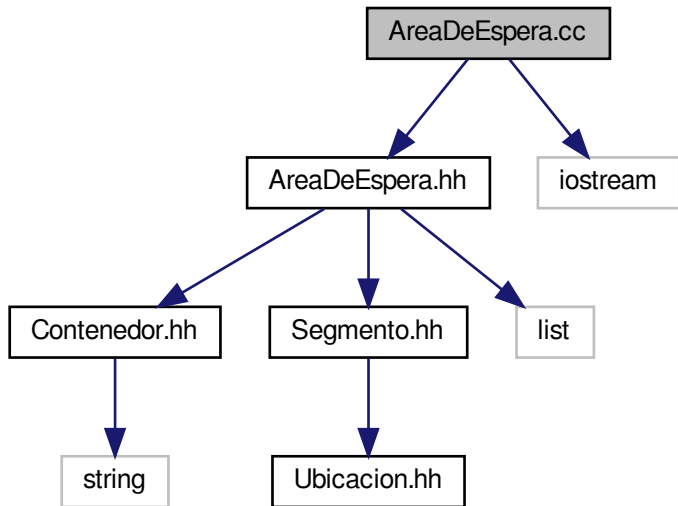 AreaDeEspera.cc
AreaDeEspera.hh
iostream
Contenedor.hh
Segmento.hh
list
string
Ubicacion.hh